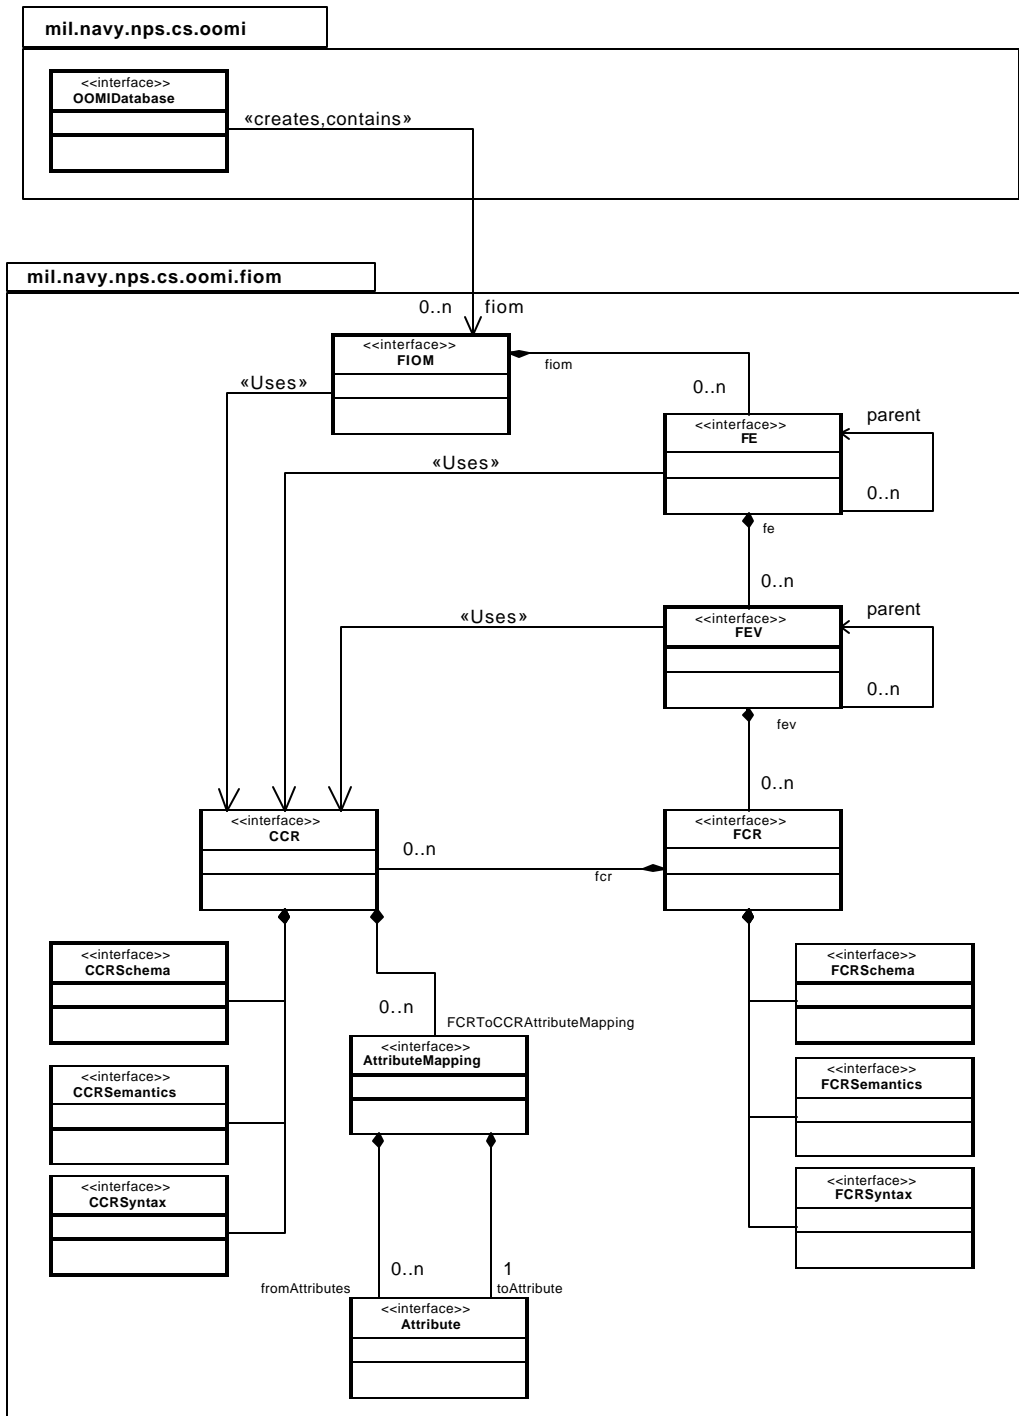 mil.navy.nps.cs.oomi
<<interface>>
OOMIDatabase
«creates,contains»
mil.navy.nps.cs.oomi.fiom
0..n fiom
<<interface>>
FIOM
fiom
«Uses»
0..n
<<interface>>
FE
parent
«Uses»
0..n
fe
0..n
<<interface>>
FEV
parent
«Uses»
0..n
fev
0..n
<<interface>>
CCR
0..n
fcr
<<interface>>
FCR
<<interface>>
CCRSchema
<<interface>>
FCRSchema
0..n
FCRToCCRAttributeMapping
<<interface>>
AttributeMapping
<<interface>>
CCRSemantics
<<interface>>
FCRSemantics
<<interface>>
CCRSyntax
<<interface>>
FCRSyntax
0..n
1
fromAttributes
toAttribute
<<interface>>
Attribute